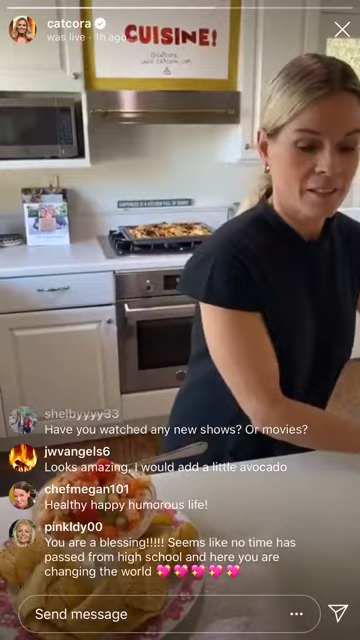 catcora
was live · 1h ago
CUISINE!
shelbyyyy33
Have you watched any new shows? Or movies?
jwvangels6
Looks amazing, I would add a little avocado
chefmegan101
Healthy happy humorous life!
pinkldy00
You are a blessing!!!!! Seems like no time has
passed from high school and here you are
changing the world 💖💖💖💖💖
Send message